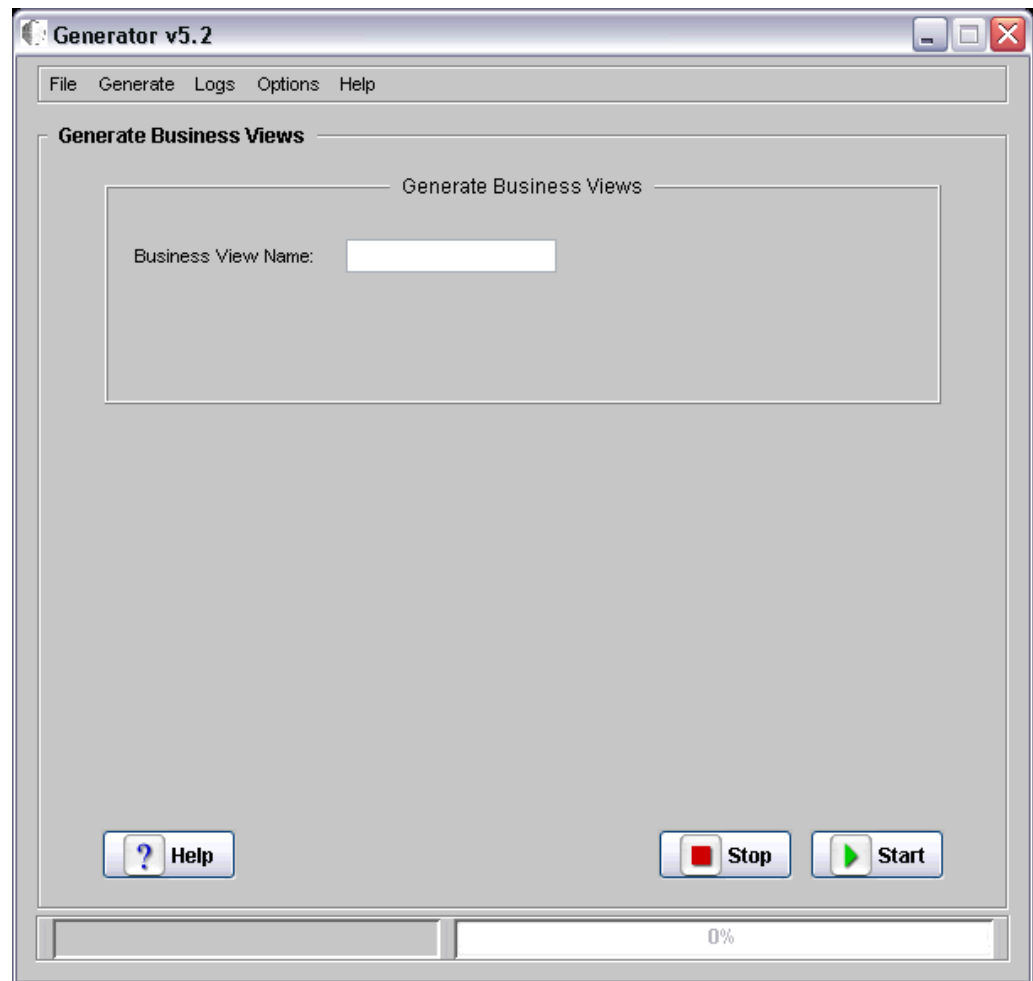 Generator v5.2
File Generate Logs Options Help
Generate Business Views
Generate Business Views
Business View Name:
? Help
Stop
Start
0%